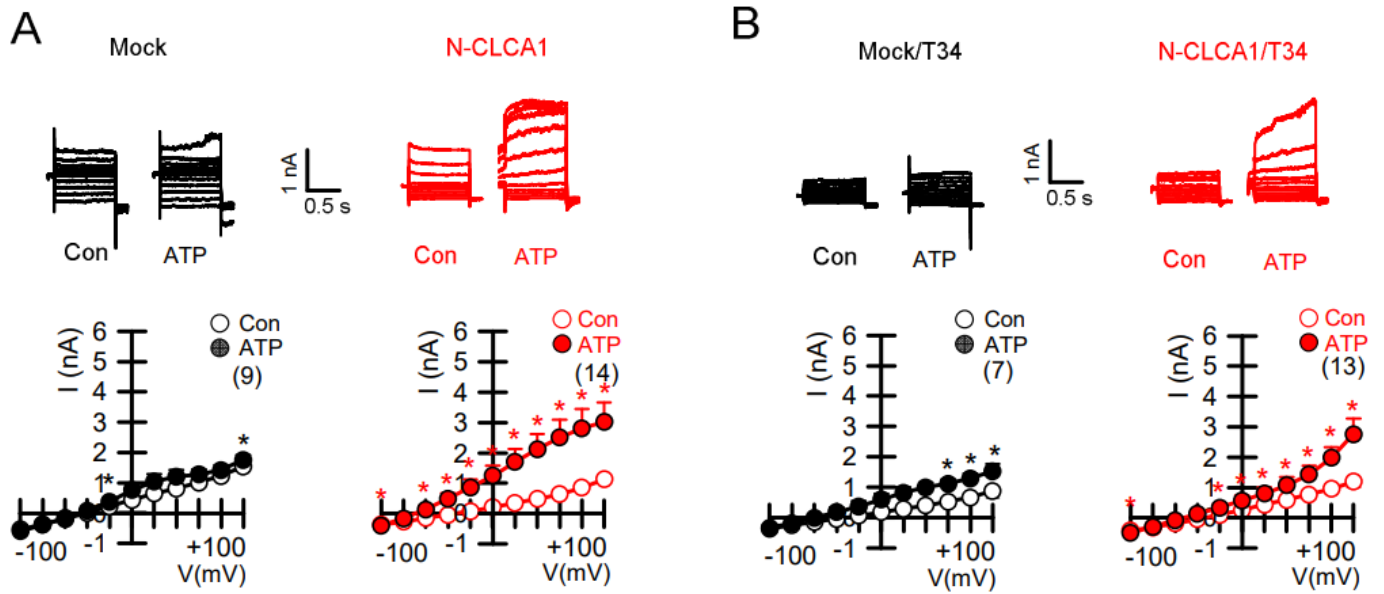 A
Mock
N-CLCA1
1 nA
0.5 s
Con
ATP
Con
ATP
I (nA)
6
5
4
3
2
1
0
-1
-100
+100
V(mV)
Con
ATP
(9)
*
*
I (nA)
6
5
4
3
2
1
0
-1
-100
+100
V(mV)
Con
ATP
(14)
* * * * * * * * * *
B
Mock/T34
N-CLCA1/T34
1 nA
0.5 s
Con
ATP
Con
ATP
I (nA)
6
5
4
3
2
1
0
-1
-100
+100
V(mV)
Con
ATP
(7)
* * *
I (nA)
6
5
4
3
2
1
0
-1
-100
+100
V(mV)
Con
ATP
(13)
* * * * * * * *